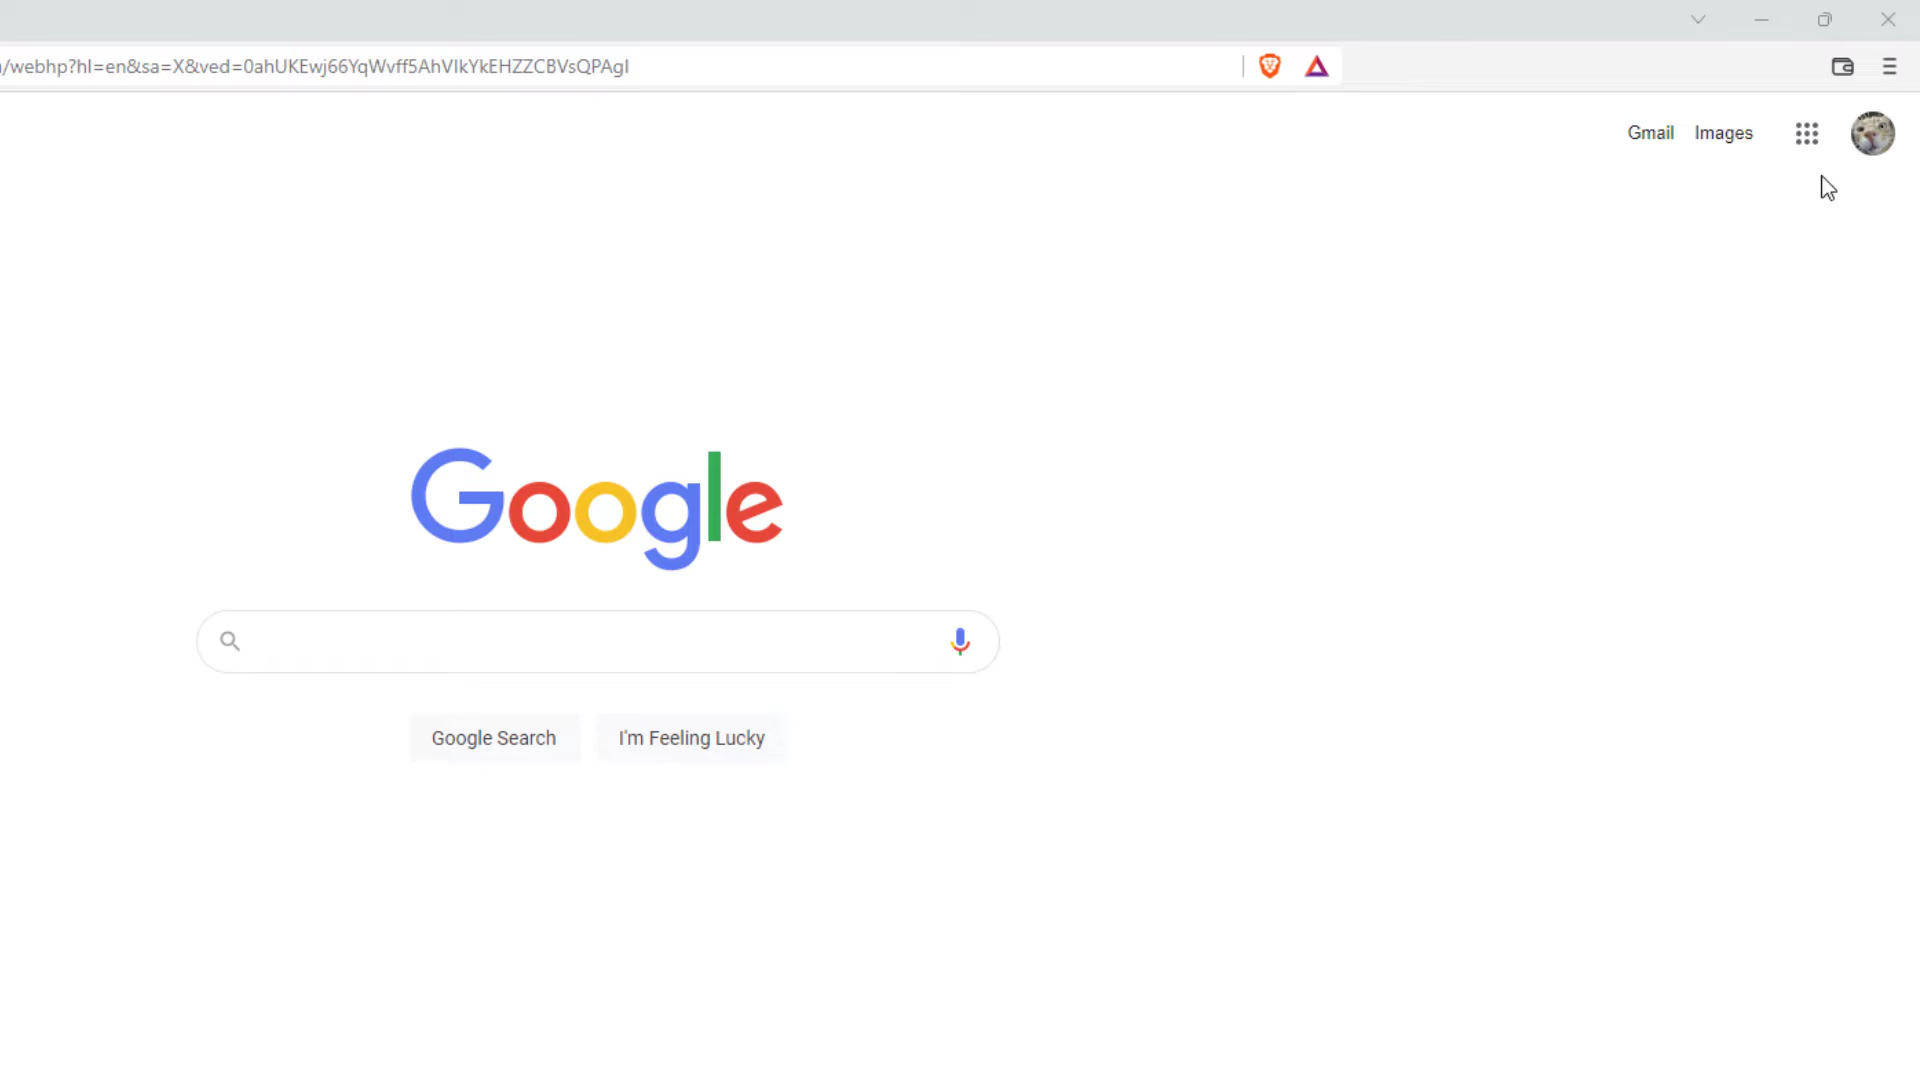 /webhp?hl=en&sa=X&ved=0ahUKEwj66YqWvff5AhVIkYkEHZZCBVsQPAgI
Gmail Images
Google
Google Search I'm Feeling Lucky